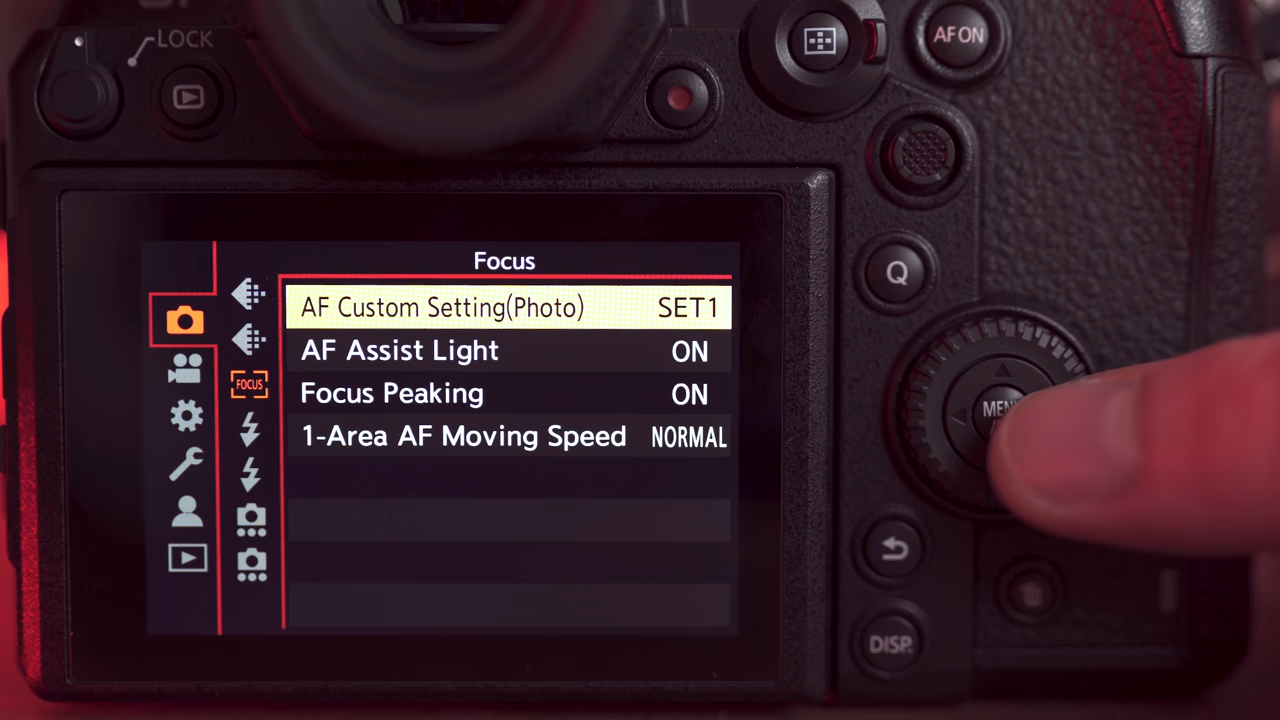 LOCK
AF ON
Focus
AF Custom Setting(Photo) SET1
AF Assist Light ON
Focus Peaking ON
1-Area AF Moving Speed NORMAL
FOCUS
Q
DISP.